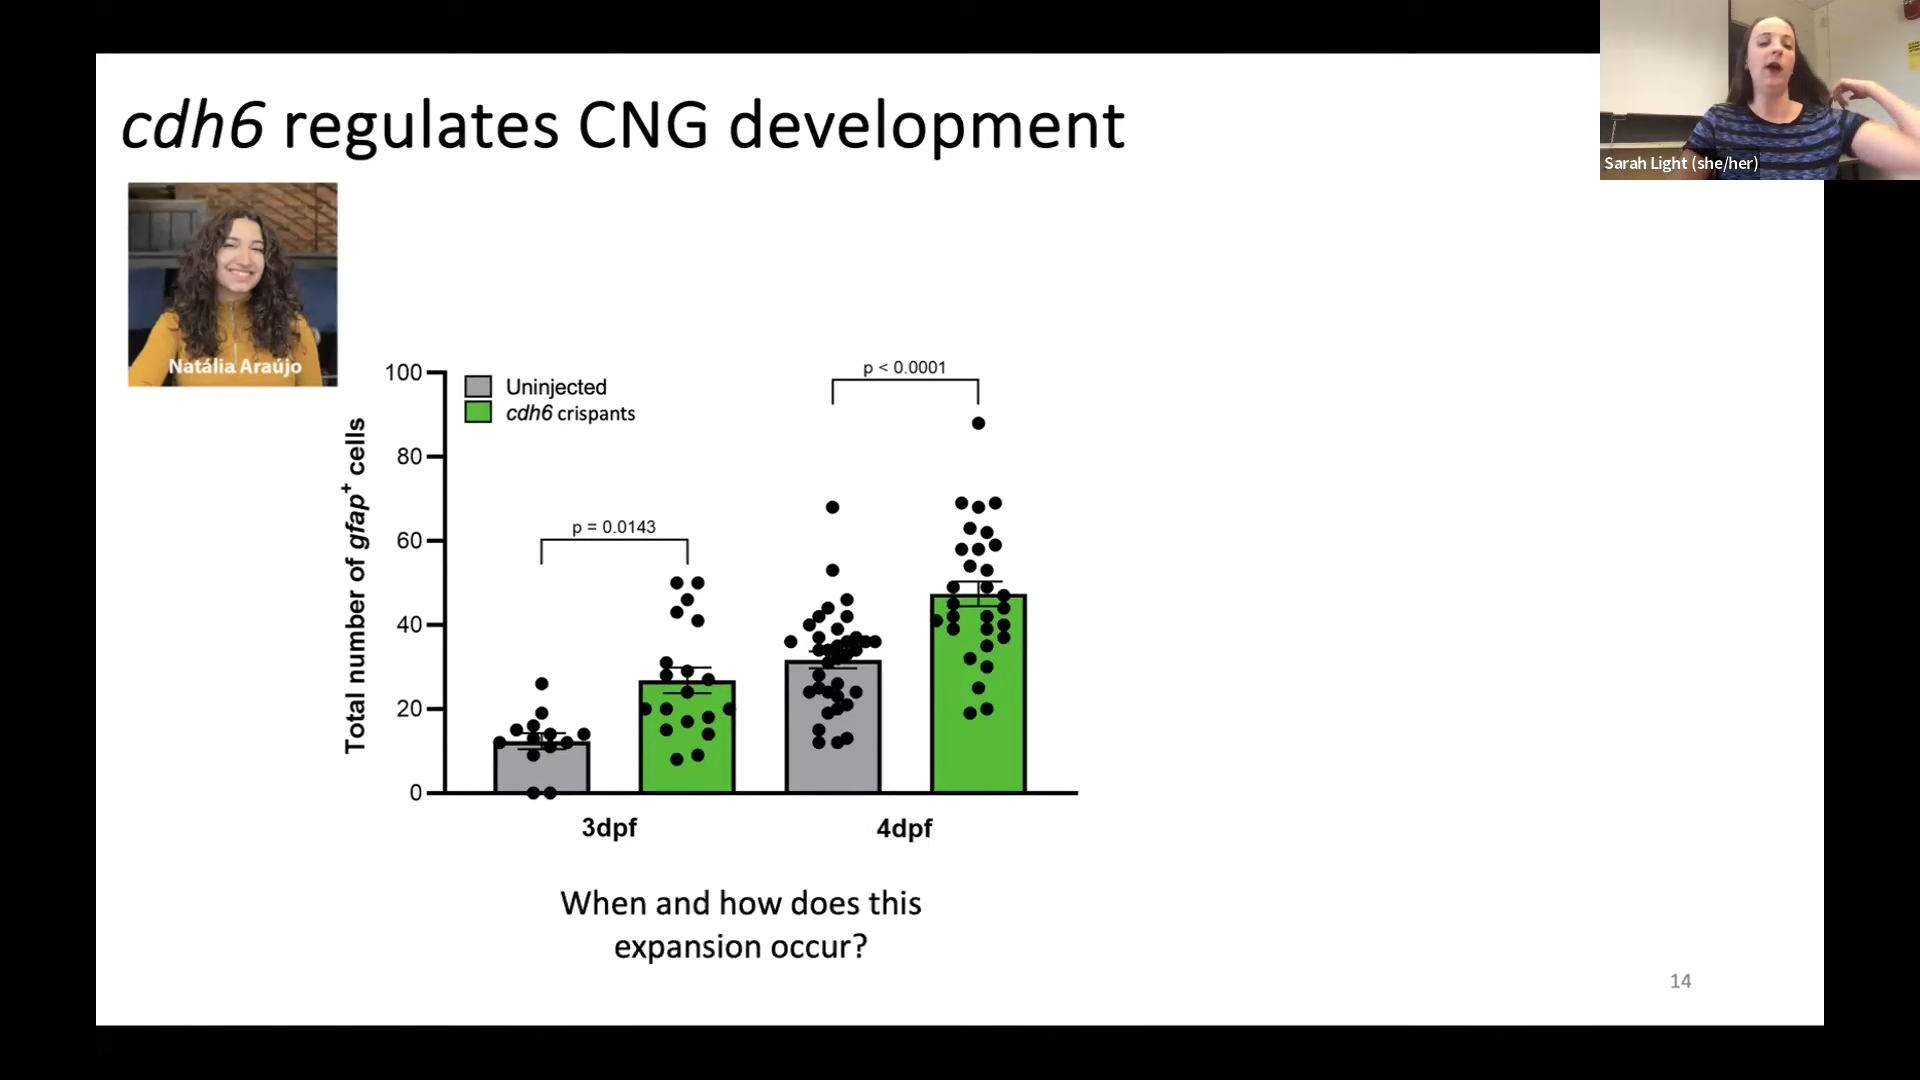 cdh6 regulates CNG development
Sarah Light (she/her)
Natália Araújo
Total number of gfap⁺ cells
100
80
60
40
20
0
Uninjected
cdh6 crispants
p = 0.0143
p < 0.0001
3dpf
4dpf
When and how does this
expansion occur?
14